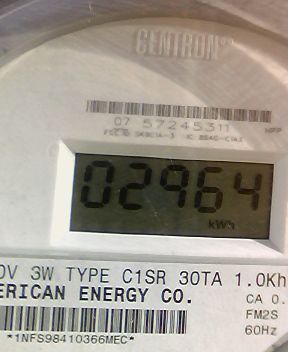 CENTRON
07 57245311
02964
kWh
0V 3W TYPE C1SR 30TA 1.0Kh
ERICAN ENERGY CO.
CA 0.
FM2S
60Hz
*1NFS98410366MEC*